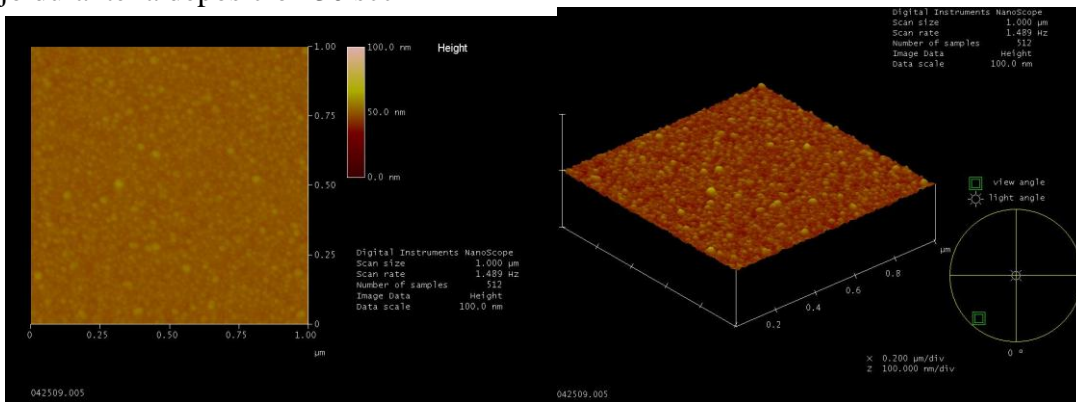 1.00
0.75
0.50
0.25
0
0 0.25 0.50 0.75 1.00
µm
100.0 nm
50.0 nm
0.0 nm
Height
Digital Instruments NanoScope
Scan size 1.000 µm
Scan rate 1.489 Hz
Number of samples 512
Image Data Height
Data scale 100.0 nm
042509.005
Digital Instruments NanoScope
Scan size 1.000 µm
Scan rate 1.489 Hz
Number of samples 512
Image Data Height
Data scale 100.0 nm
view angle
light angle
µm
0.8
0.6
0.4
0.2
X 0.200 µm/div
Z 100.000 nm/div
0 º
042509.005